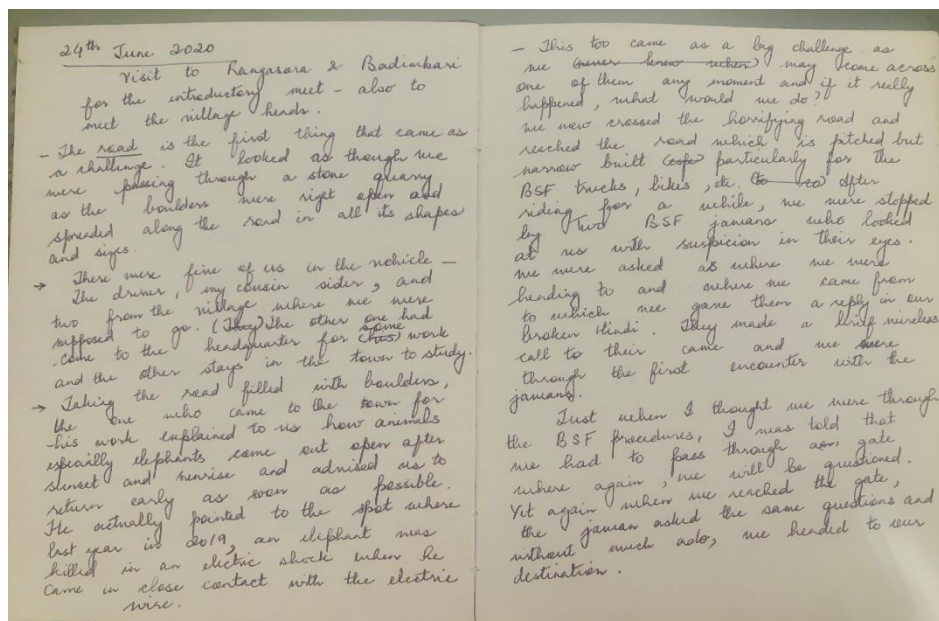 24th June 2020
Visit to Rangasora & Badimbari
for the introductory meet - also to
meet the village heads.
- The road is the first thing that came as
a challenge. It looked as though we
were passing through a stone quarry
as the boulders were right open and
spreaded along the road in all its shapes
and sizes.
→ There were five of us in the vehicle -
The driver, my cousin sister, and
two from the village where we were
supposed to go. (They) The other one had
come to the headquarter for (his) some work
and the other stays in the town to study.
→ Taking the road filled with boulders,
the one who came to the town for
his work explained to us how animals
especially elephants come out open after
sunset and sunrise and advised us to
return early as soon as possible.
He actually pointed to the spot where
last year in 2019, an elephant was
killed in an electric shock when he
came in close contact with the electric
wire.
- This too came as a big challenge as
we (never know when) may come across
one of them any moment and if it really
happened, what would we do?
We now crossed the horrifying road and
reached the road which is pitched but
narrow built particularly for the
BSF trucks, bikes, etc. After
riding for a while, we were stopped
by two BSF jawans who looked
at us with suspicion in their eyes.
We were asked as where we were
heading to and where we came from
to which we gave them a reply in our
broken Hindi. They made a brief wireless
call to their came and we were
through the first encounter with the
jawans.
Just when I thought we were through
the BSF procedures, I was told that
we had to pass through a gate
where again, we will be questioned.
Yet again when we reached the gate,
the jawan asked the same questions and
without much ado, we headed to our
destination.